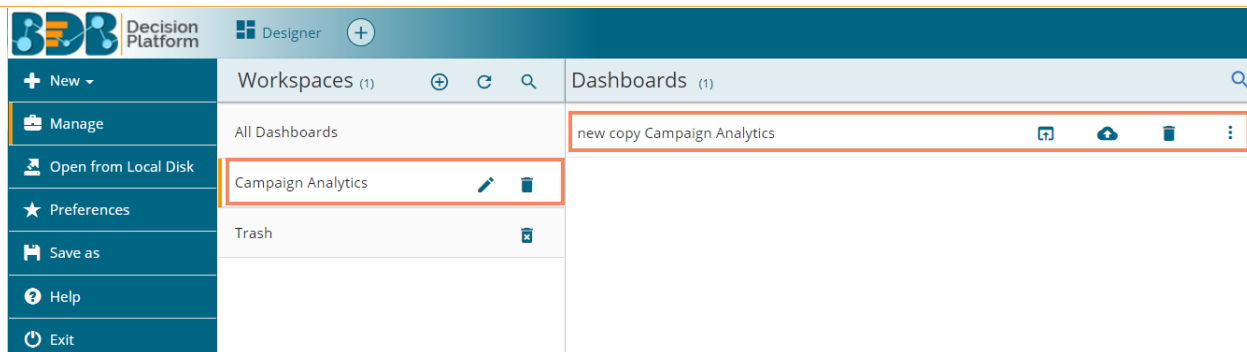 BDB Decision
Platform
Designer
New
Manage
Open from Local Disk
Preferences
Save as
Help
Exit
Workspaces (1)
All Dashboards
Campaign Analytics
Trash
Dashboards (1)
new copy Campaign Analytics